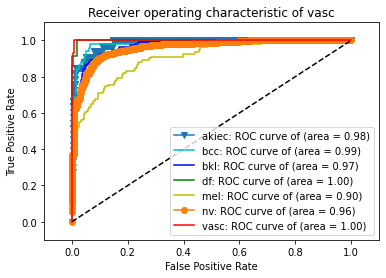 Receiver operating characteristic of vasc
True Positive Rate
1.0
0.8
0.6
0.4
0.2
0.0
akiec: ROC curve of (area = 0.98)
bcc: ROC curve of (area = 0.99)
bkl: ROC curve of (area = 0.97)
df: ROC curve of (area = 1.00)
mel: ROC curve of (area = 0.90)
nv: ROC curve of (area = 0.96)
vasc: ROC curve of (area = 1.00)
0.0 0.2 0.4 0.6 0.8 1.0
False Positive Rate